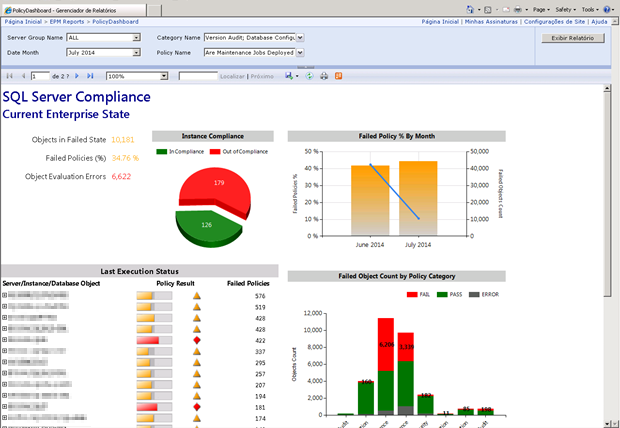 PolicyDashboard - Gerenciador de Relatórios
Page
Safety
Tools
Página Inicial > EPM Reports > PolicyDashboard
Página Inicial | Minhas Assinaturas | Configurações de Site | Ajuda
Server Group Name ALL
Category Name Version Audit; Database Configu
Exibir Relatório
Date Month July 2014
Policy Name Are Maintenance Jobs Deployed
1 de 2 ? 100% Localizar | Próximo
SQL Server Compliance
Current Enterprise State
Objects in Failed State 10,181
Failed Policies (%) 34.76 %
Object Evaluation Errors 6,622
Instance Compliance
In Compliance Out of Compliance
179
126
Failed Policy % By Month
50 %
40 %
30 %
20 %
10 %
0 %
Failed Policies %
50,000
40,000
30,000
20,000
10,000
0
Failed Objects Count
June 2014 July 2014
Last Execution Status
Server/Instance/Database Object Policy Result Failed Policies
576
519
428
428
422
337
295
257
207
194
181
174
Failed Object Count by Policy Category
FAIL PASS ERROR
12,000
10,000
8,000
6,000
4,000
2,000
0
Objects Count